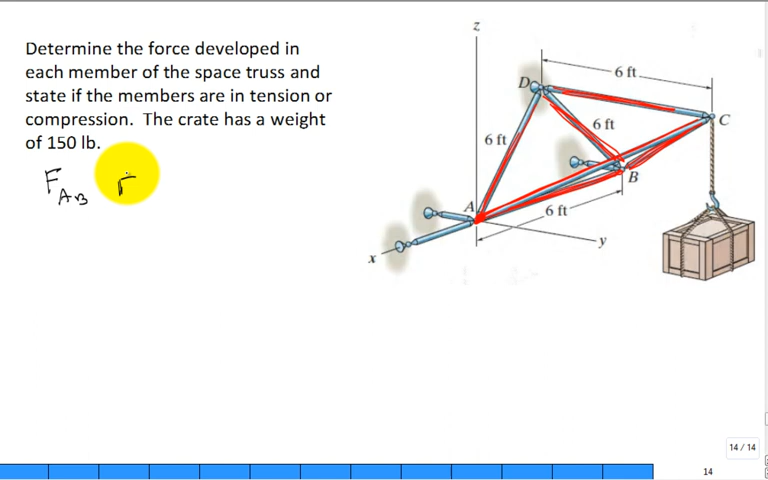 Determine the force developed in
each member of the space truss and
state if the members are in tension or
compression. The crate has a weight
of 150 lb.
F_AB F
z
6 ft
D
C
6 ft
6 ft
B
A
6 ft
y
x
14 / 14
14